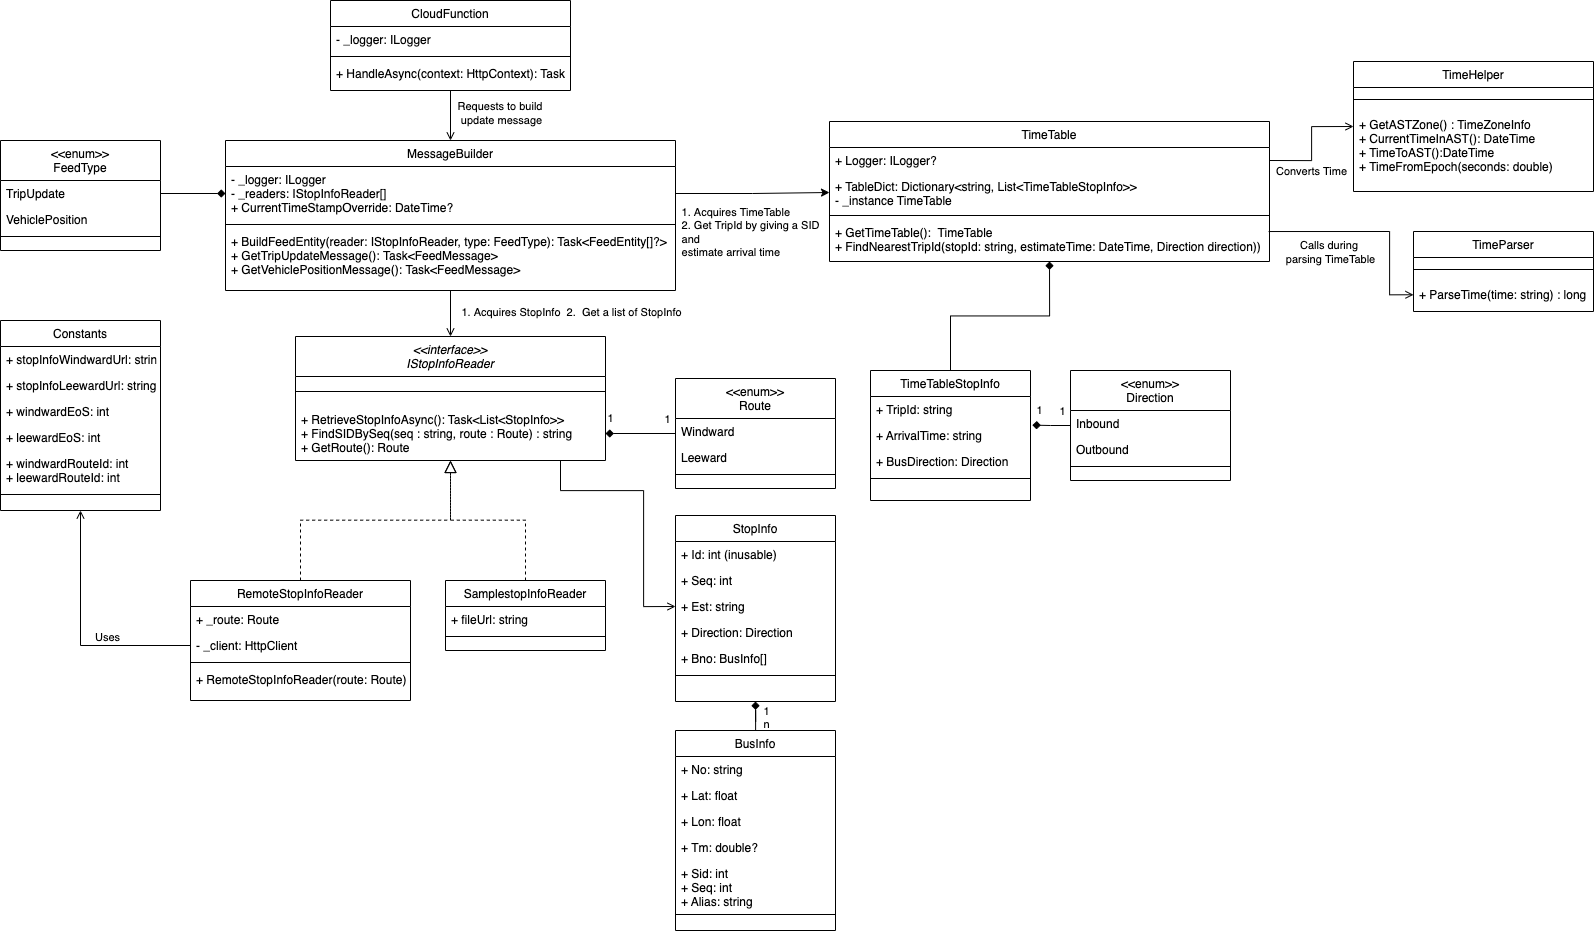 CloudFunction
- _logger: ILogger
+ HandleAsync(context: HttpContext): Task
Requests to build
update message
<<enum>>
FeedType
TripUpdate
VehiclePosition
MessageBuilder
- _logger: ILogger
- _readers: IStopInfoReader[]
+ CurrentTimeStampOverride: DateTime?
+ BuildFeedEntity(reader: IStopInfoReader, type: FeedType): Task<FeedEntity[]?>
+ GetTripUpdateMessage(): Task<FeedMessage>
+ GetVehiclePositionMessage(): Task<FeedMessage>
1. Acquires TimeTable
2. Get TripId by giving a SID
and
estimate arrival time
TimeTable
+ Logger: ILogger?
+ TableDict: Dictionary<string, List<TimeTableStopInfo>>
- _instance TimeTable
+ GetTimeTable():  TimeTable
+ FindNearestTripId(stopId: string, estimateTime: DateTime, Direction direction))
Converts Time
TimeHelper
+ GetASTZone() : TimeZoneInfo
+ CurrentTimeInAST(): DateTime
+ TimeToAST():DateTime
+ TimeFromEpoch(seconds: double)
Calls during
parsing TimeTable
TimeParser
+ ParseTime(time: string) : long
1. Acquires StopInfo  2.  Get a list of StopInfo
Constants
+ stopInfoWindwardUrl: strin
+ stopInfoLeewardUrl: string
+ windwardEoS: int
+ leewardEoS: int
+ windwardRouteId: int
+ leewardRouteId: int
<<interface>>
IStopInfoReader
+ RetrieveStopInfoAsync(): Task<List<StopInfo>>
+ FindSIDBySeq(seq : string, route : Route) : string
+ GetRoute(): Route
1
1
<<enum>>
Route
Windward
Leeward
TimeTableStopInfo
+ TripId: string
+ ArrivalTime: string
+ BusDirection: Direction
1
1
<<enum>>
Direction
Inbound
Outbound
StopInfo
+ Id: int (inusable)
+ Seq: int
+ Est: string
+ Direction: Direction
+ Bno: BusInfo[]
RemoteStopInfoReader
+ _route: Route
- _client: HttpClient
+ RemoteStopInfoReader(route: Route)
Uses
SamplestopInfoReader
+ fileUrl: string
1
n
BusInfo
+ No: string
+ Lat: float
+ Lon: float
+ Tm: double?
+ Sid: int
+ Seq: int
+ Alias: string